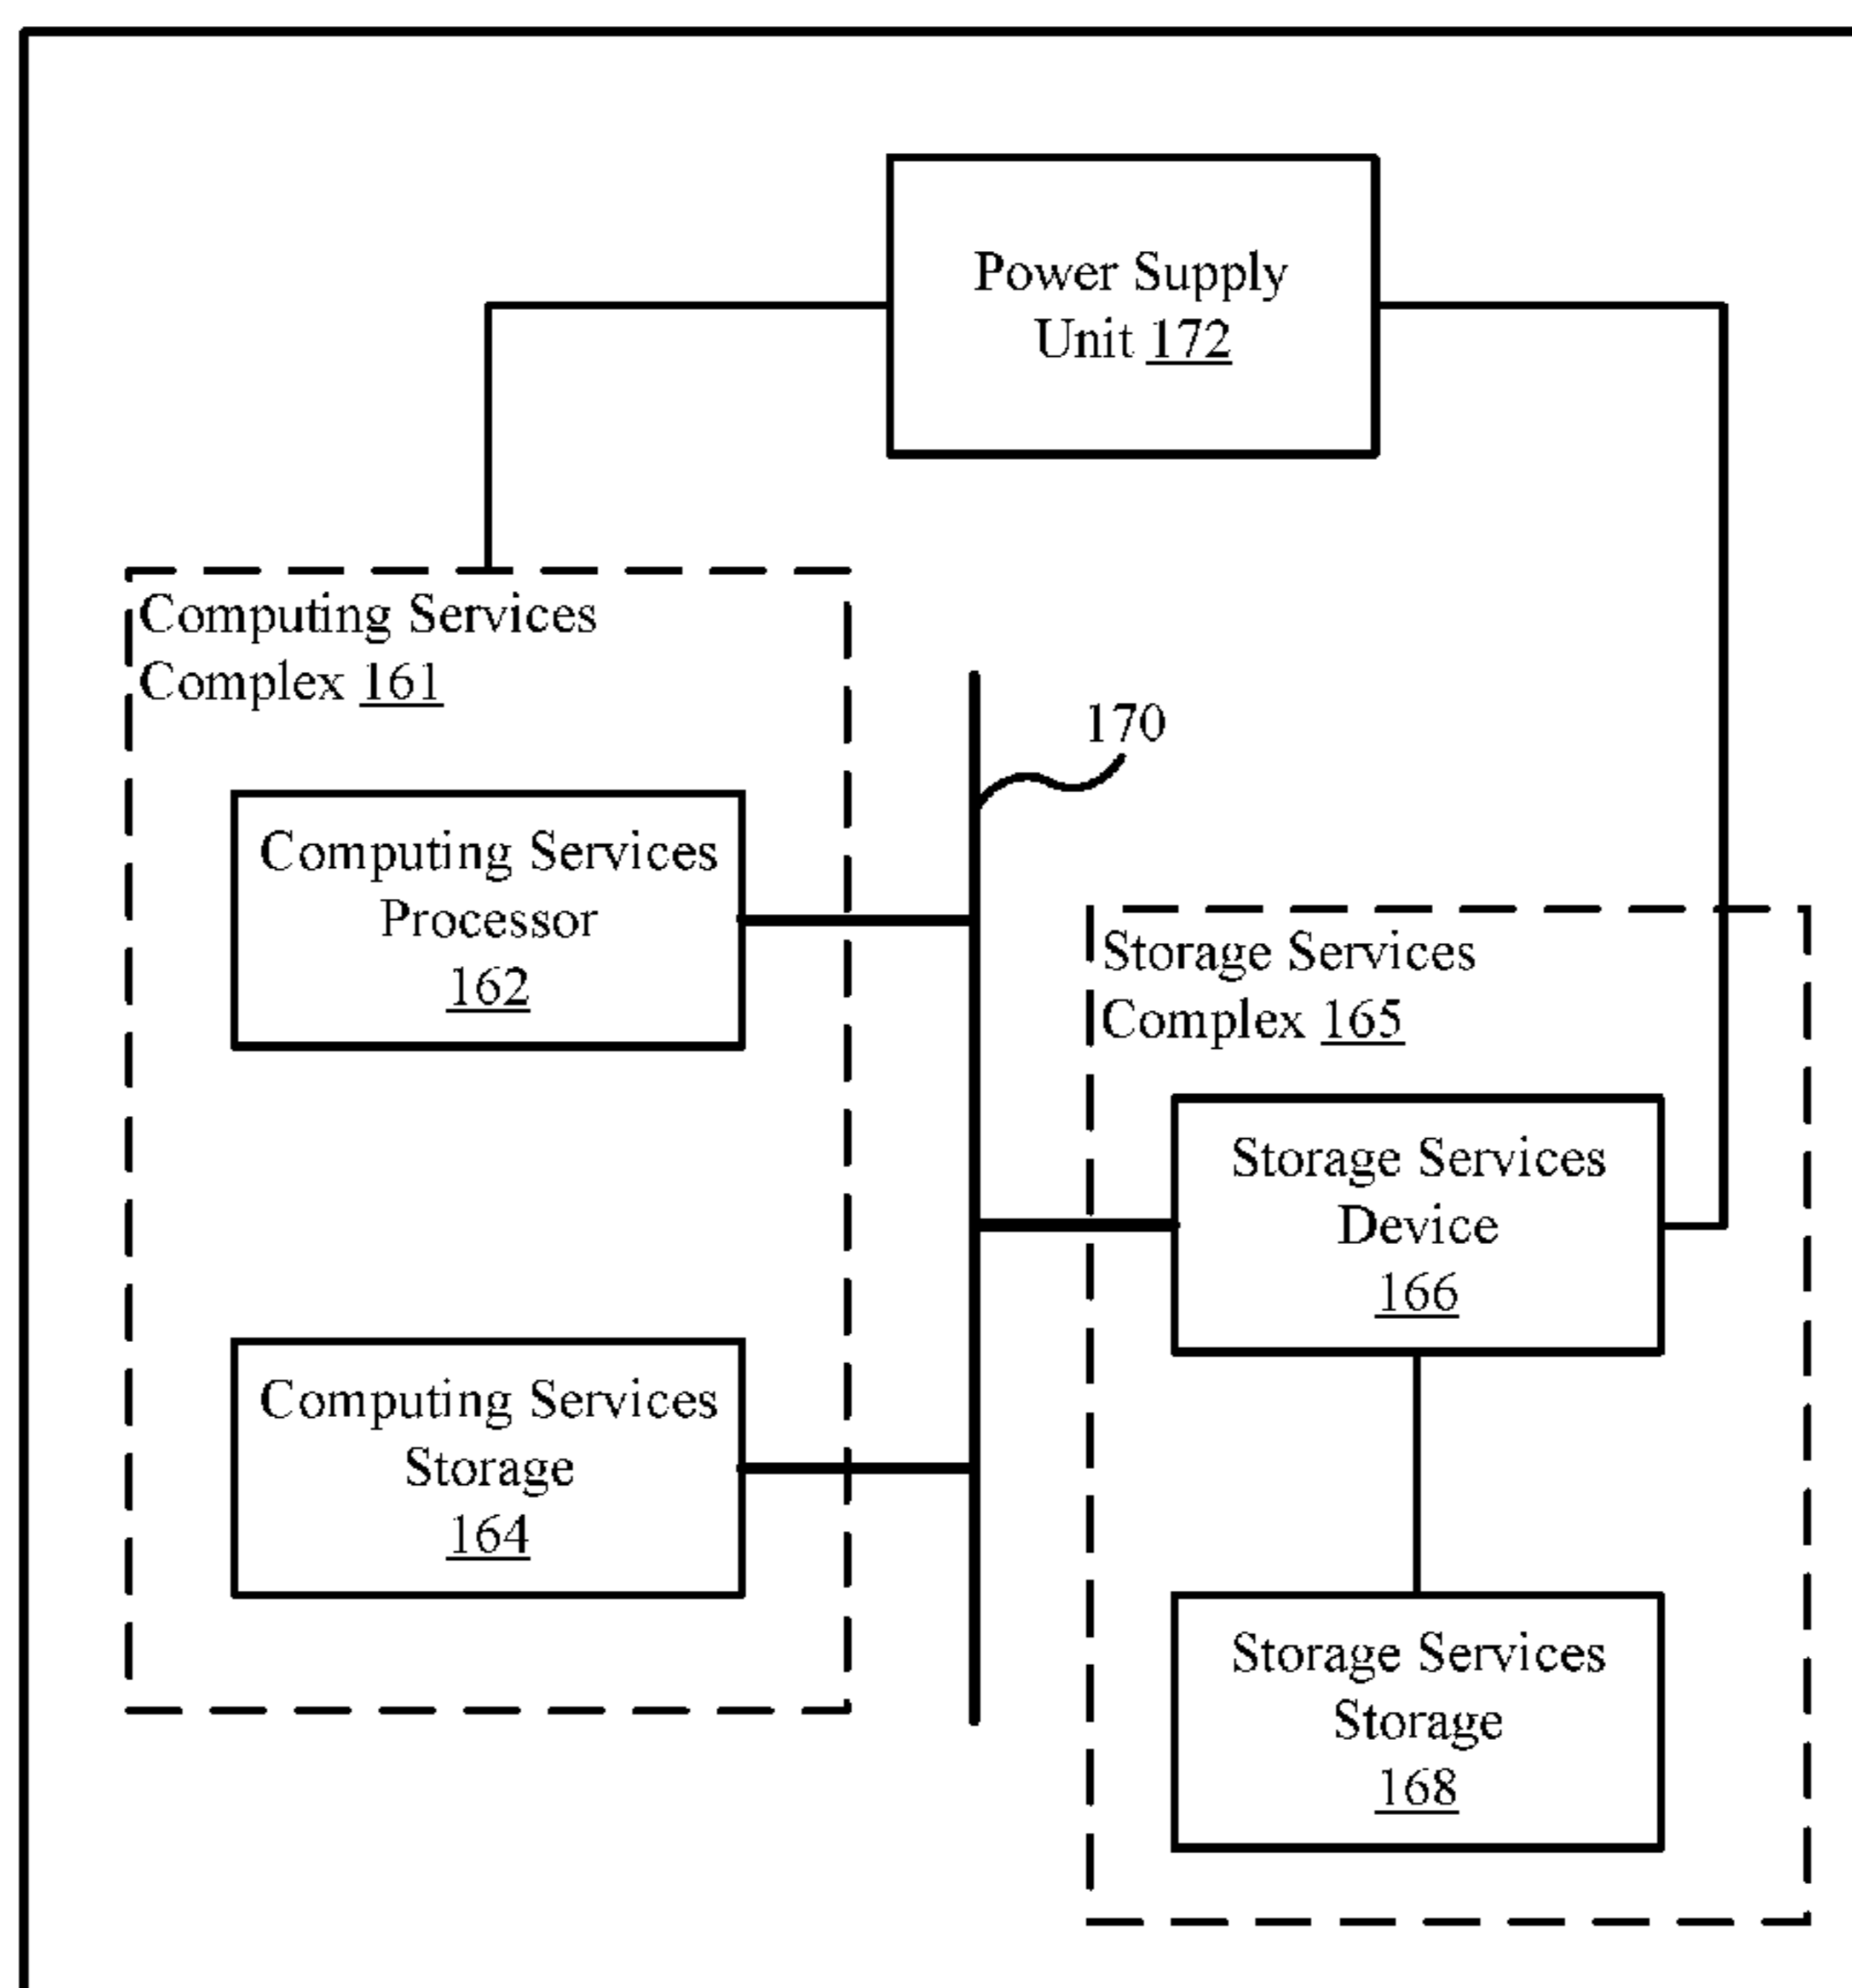 Power Supply
Unit 172
Computing Services
Complex 161
170
Computing Services
Processor
162
Storage Services
Complex 165
Storage Services
Device
166
Computing Services
Storage
164
Storage Services
Storage
168